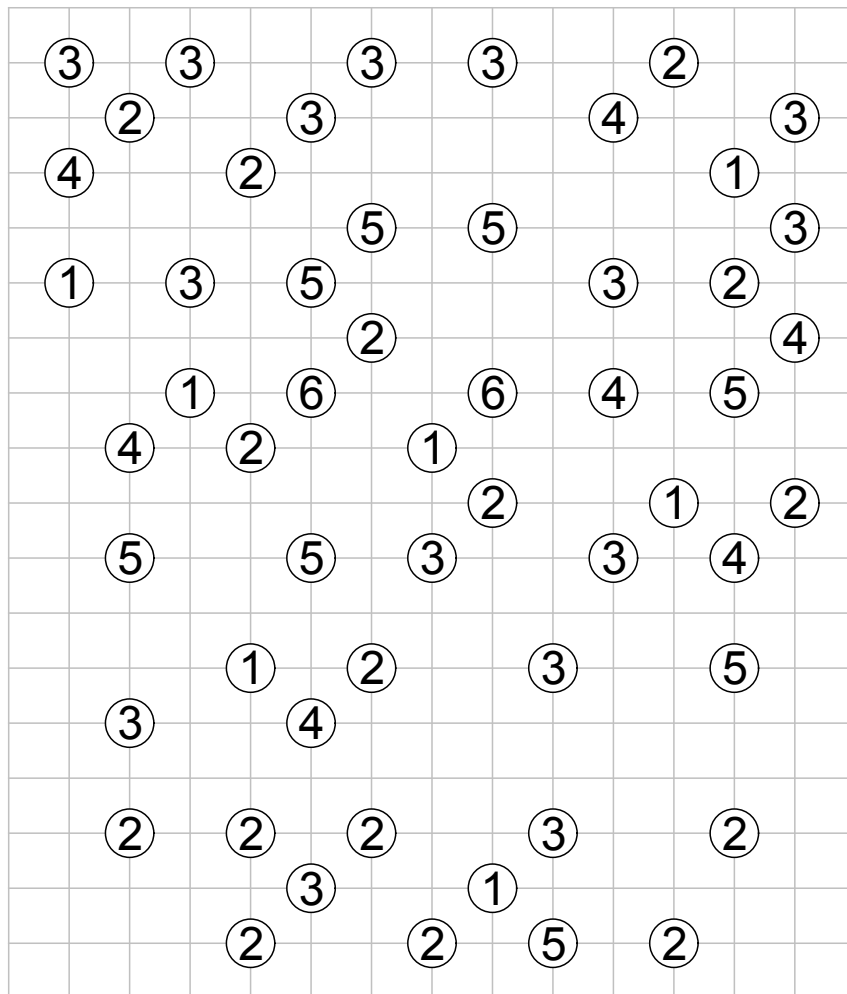 3 3 3 3 2
2 3 4 3
4 2 1
5 5 3
1 3 5 3 2
2 4
1 6 6 4 5
4 2 1
2 1 2
5 5 3 3 4
1 2 3 5
3 4
2 2 2 3 2
3 1
2 2 5 2